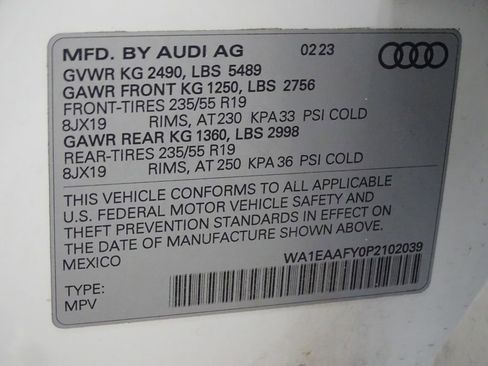 MFD. BY AUDI AG 02 23
GVWR KG 2490, LBS 5489
GAWR FRONT KG 1250, LBS 2756
FRONT-TIRES 235/55 R19
8JX19 RIMS, AT 230 KPA 33 PSI COLD
GAWR REAR KG 1360, LBS 2998
REAR-TIRES 235/55 R19
8JX19 RIMS, AT 250 KPA 36 PSI COLD
THIS VEHICLE CONFORMS TO ALL APPLICABLE
U.S. FEDERAL MOTOR VEHICLE SAFETY AND
THEFT PREVENTION STANDARDS IN EFFECT ON
THE DATE OF MANUFACTURE SHOWN ABOVE.
MEXICO WA1EAAFY0P2102039
TYPE:
MPV